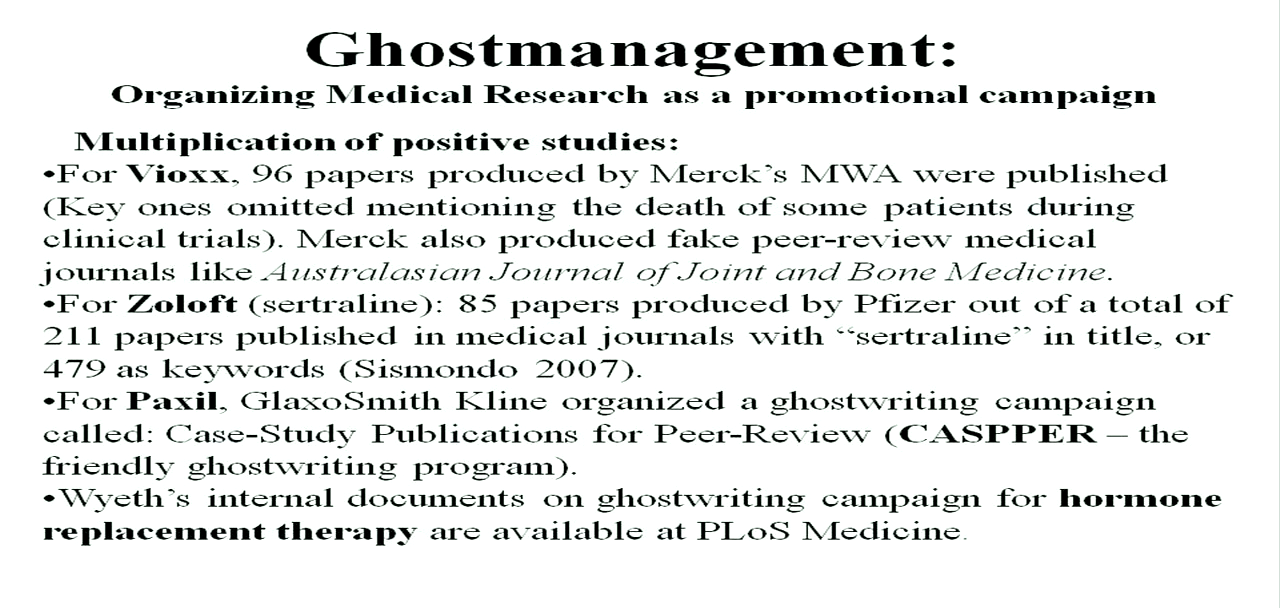 Ghostmanagement:
Organizing Medical Research as a promotional campaign
Multiplication of positive studies:
•For Vioxx, 96 papers produced by Merck's MWA were published
(Key ones omitted mentioning the death of some patients during
clinical trials). Merck also produced fake peer-review medical
journals like Australasian Journal of Joint and Bone Medicine.
•For Zoloft (sertraline): 85 papers produced by Pfizer out of a total of
211 papers published in medical journals with “sertraline” in title, or
479 as keywords (Sismondo 2007).
•For Paxil, GlaxoSmith Kline organized a ghostwriting campaign
called: Case-Study Publications for Peer-Review (CASPPER – the
friendly ghostwriting program).
•Wyeth's internal documents on ghostwriting campaign for hormone
replacement therapy are available at PLoS Medicine.